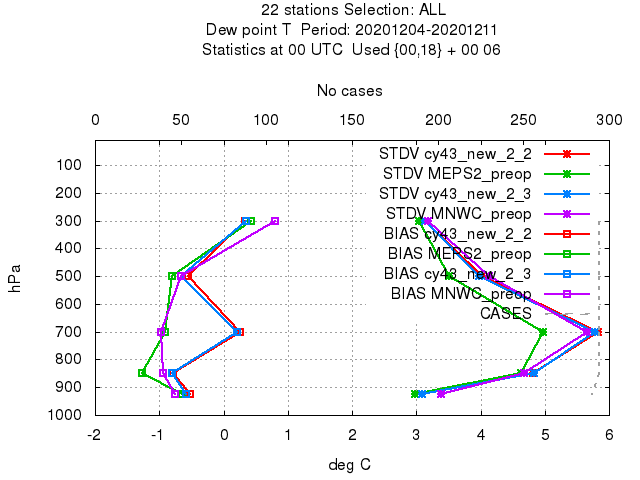 22 stations Selection: ALL
Dew point T  Period: 20201204-20201211
Statistics at 00 UTC  Used {00,18} + 00 06
No cases
0 50 100 150 200 250 300
STDV cy43_new_2_2
STDV MEPS2_preop
STDV cy43_new_2_3
STDV MNWC_preop
BIAS cy43_new_2_2
BIAS MEPS2_preop
BIAS cy43_new_2_3
BIAS MNWC_preop
CASES
100
200
300
400
500
600
700
800
900
1000
hPa
-2 -1 0 1 2 3 4 5 6
deg C